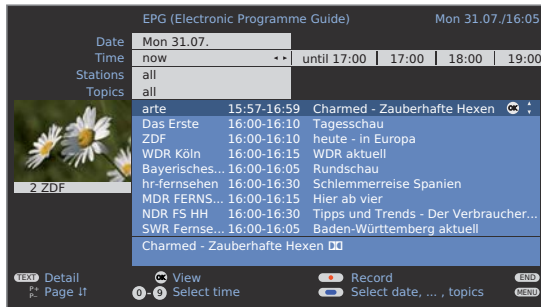 EPG (Electronic Programme Guide) Mon 31.07./16:05
Date Mon 31.07.
Time now until 17:00 17:00 18:00 19:00
Stations all
Topics all
arte 15:57-16:59 Charmed - Zauberhafte Hexen OK
Das Erste 16:00-16:10 Tagesschau
ZDF 16:00-16:10 heute - in Europa
WDR Köln 16:00-16:15 WDR aktuell
Bayerisches... 16:00-16:05 Rundschau
hr-fernsehen 16:00-16:30 Schlemmerreise Spanien
MDR FERNS... 16:00-16:15 Hier ab vier
NDR FS HH 16:00-16:30 Tipps und Trends - Der Verbraucher...
SWR Fernse... 16:00-16:05 Baden-Württemberg aktuell
2 ZDF
Charmed - Zauberhafte Hexen
TEXT Detail OK View Record END
P+ P- Page 0-9 Select time Select date, ... , topics MENU